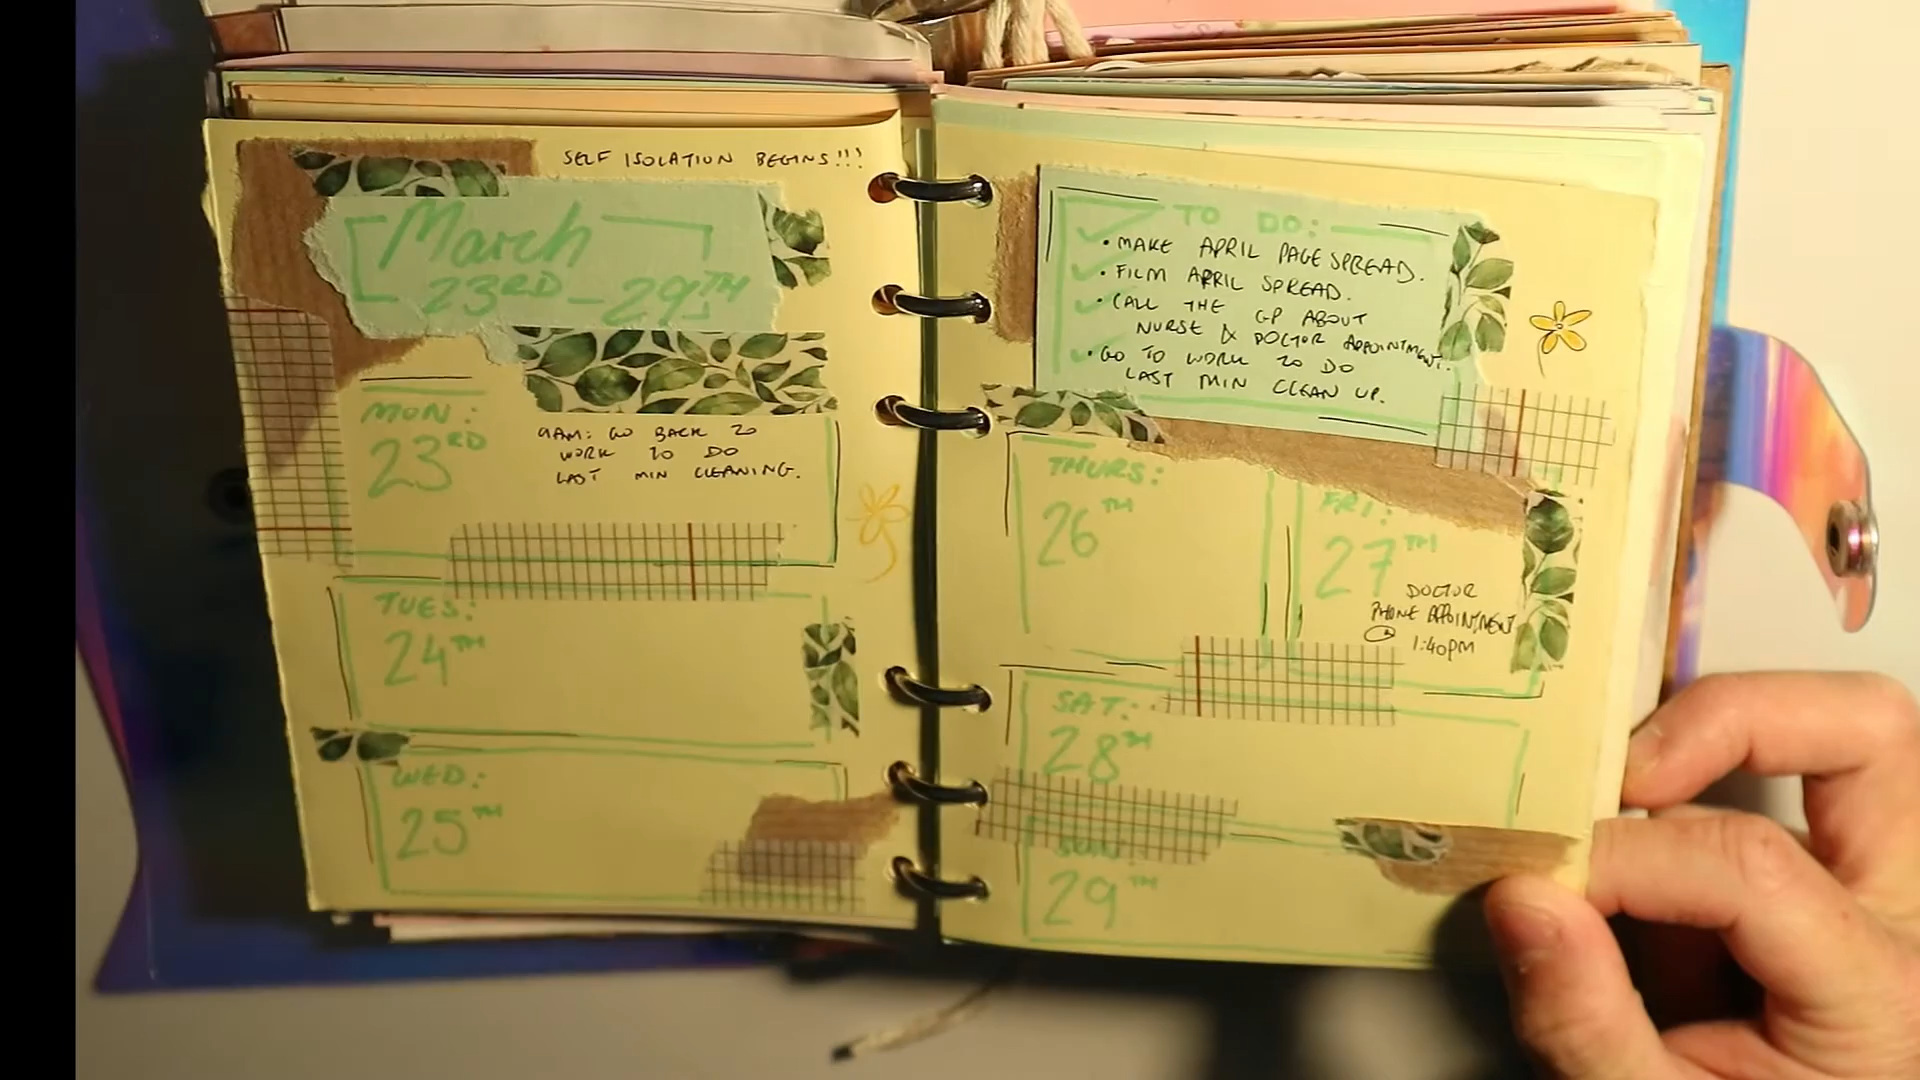 SELF ISOLATION BEGINS!!!
March
23RD - 29TH
MON:
23RD
9AM: GO BACK TO
WORK TO DO
LAST MIN CLEANING.
TUES:
24TH
WED:
25TH
TO DO:
• MAKE APRIL PAGE SPREAD.
• FILM APRIL SPREAD.
• CALL THE GP ABOUT
NURSE & DOCTOR APPOINTMENT.
• GO TO WORK TO DO
LAST MIN CLEAN UP.
THURS:
26TH
FRI:
27TH
DOCTOR
PHONE APPOINTMENT
1:40PM
SAT:
28TH
SUN:
29TH